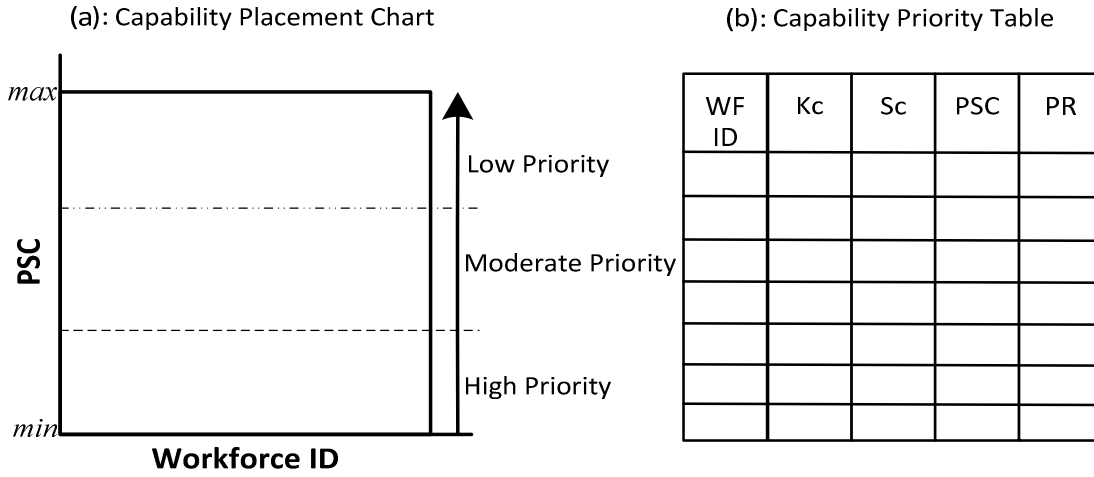 (a): Capability Placement Chart
max
Low Priority
PSC
Moderate Priority
High Priority
min
Workforce ID
(b): Capability Priority Table
WF ID Kc Sc PSC PR